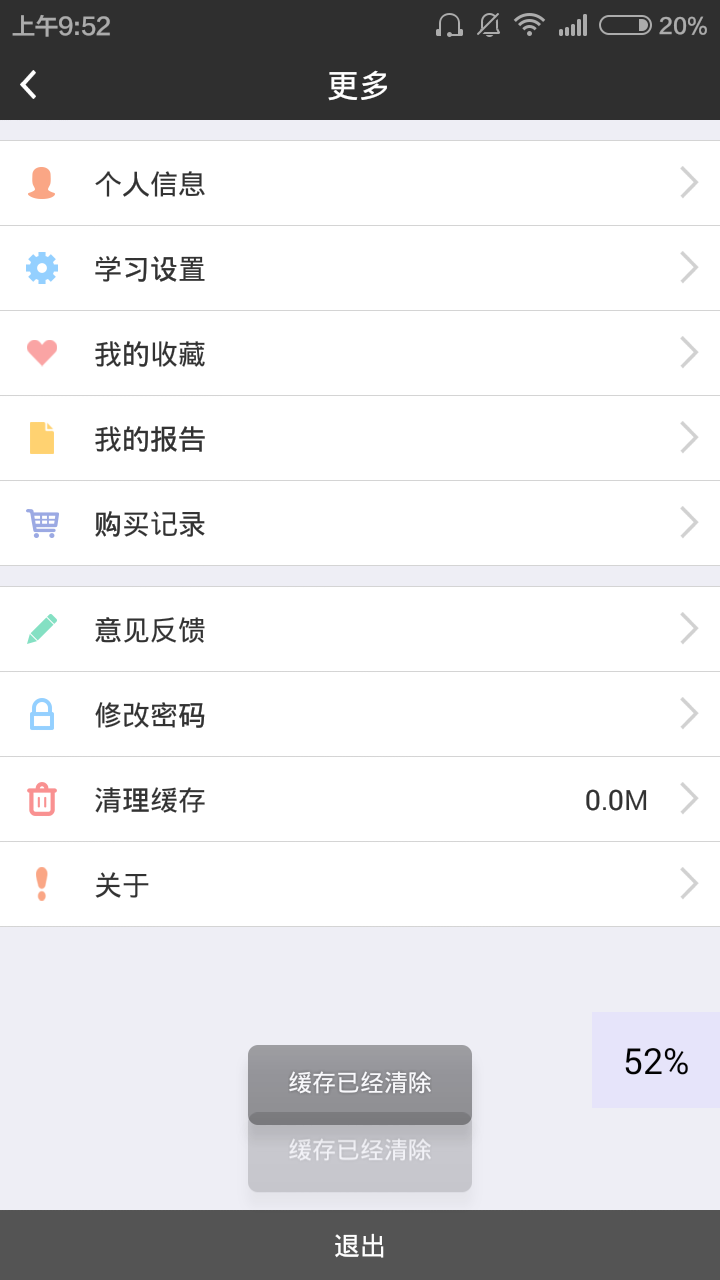 上午9:52
20%
更多
个人信息
学习设置
我的收藏
我的报告
购买记录
意见反馈
修改密码
清理缓存 0.0M
关于
52%
缓存已经清除
缓存已经清除
退出